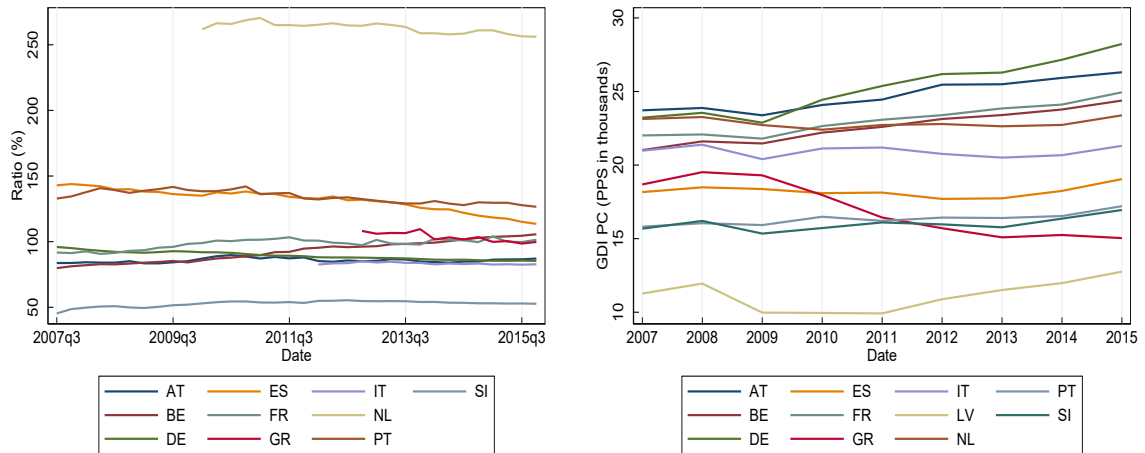 Ratio (%)
250
200
150
100
50
2007q3 2009q3 2011q3 2013q3 2015q3
Date
AT ES IT SI
BE FR NL
DE GR PT
GDI PC (PPS in thousands)
30
25
20
15
10
2007 2008 2009 2010 2011 2012 2013 2014 2015
Date
AT ES IT PT
BE FR LV SI
DE GR NL